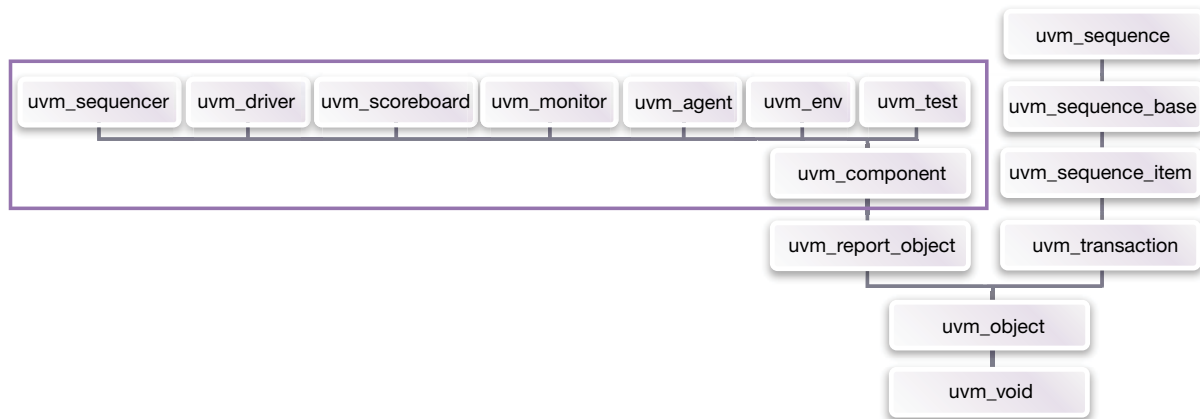 uvm_sequence
uvm_sequencer uvm_driver uvm_scoreboard uvm_monitor uvm_agent uvm_env uvm_test uvm_sequence_base
uvm_component uvm_sequence_item
uvm_report_object uvm_transaction
uvm_object
uvm_void